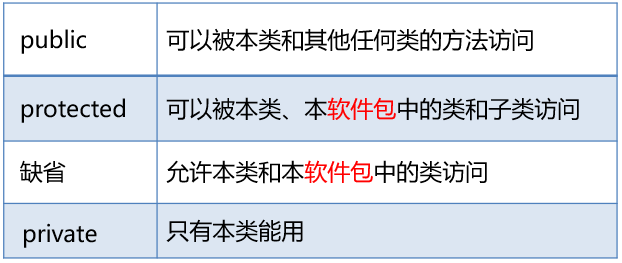 public 可以被本类和其他任何类的方法访问
protected 可以被本类、本软件包中的类和子类访问
缺省 允许本类和本软件包中的类访问
private 只有本类能用